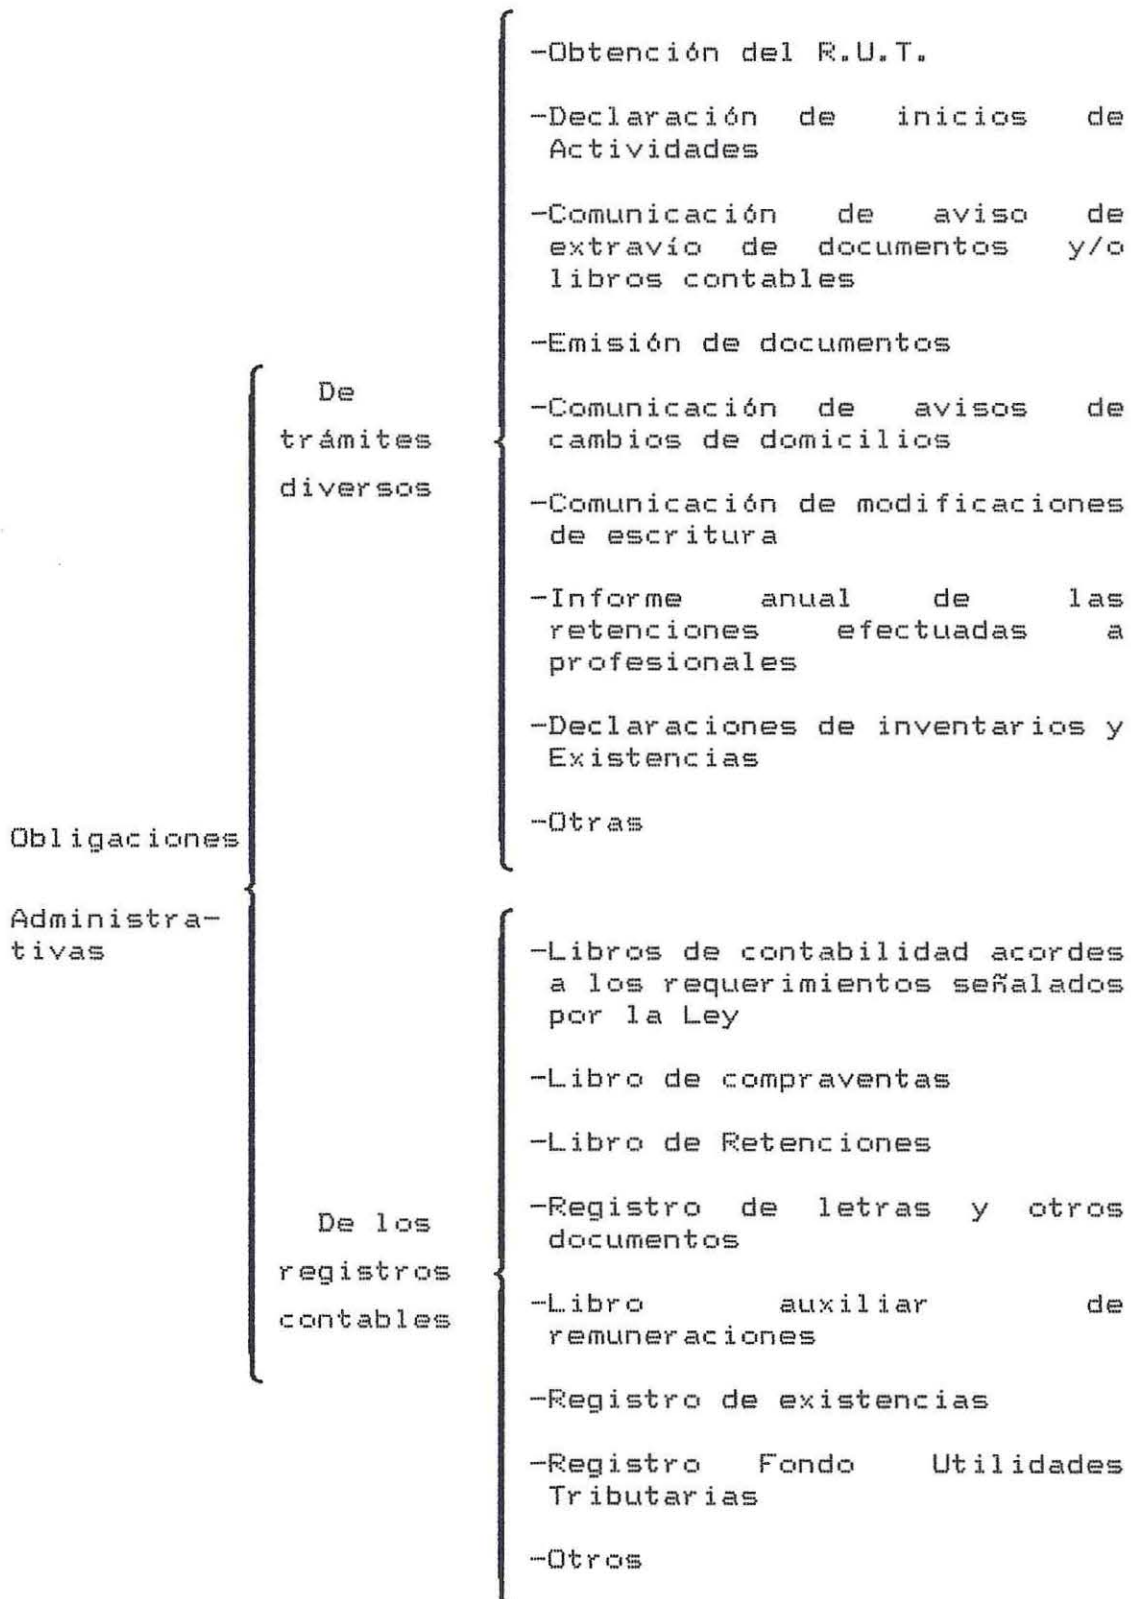 -Obtención del R.U.T.
-Declaración de inicios de
Actividades
-Comunicación de aviso de
extravío de documentos y/o
libros contables
-Emisión de documentos
De
trámites
diversos
-Comunicación de avisos de
cambios de domicilios
-Comunicación de modificaciones
de escritura
-Informe anual de las
retenciones efectuadas a
profesionales
-Declaraciones de inventarios y
Existencias
-Otras
Obligaciones
Administra-
tivas
-Libros de contabilidad acordes
a los requerimientos señalados
por la Ley
-Libro de compraventas
-Libro de Retenciones
De los
registros
contables
-Registro de letras y otros
documentos
-Libro auxiliar de
remuneraciones
-Registro de existencias
-Registro Fondo Utilidades
Tributarias
-Otros